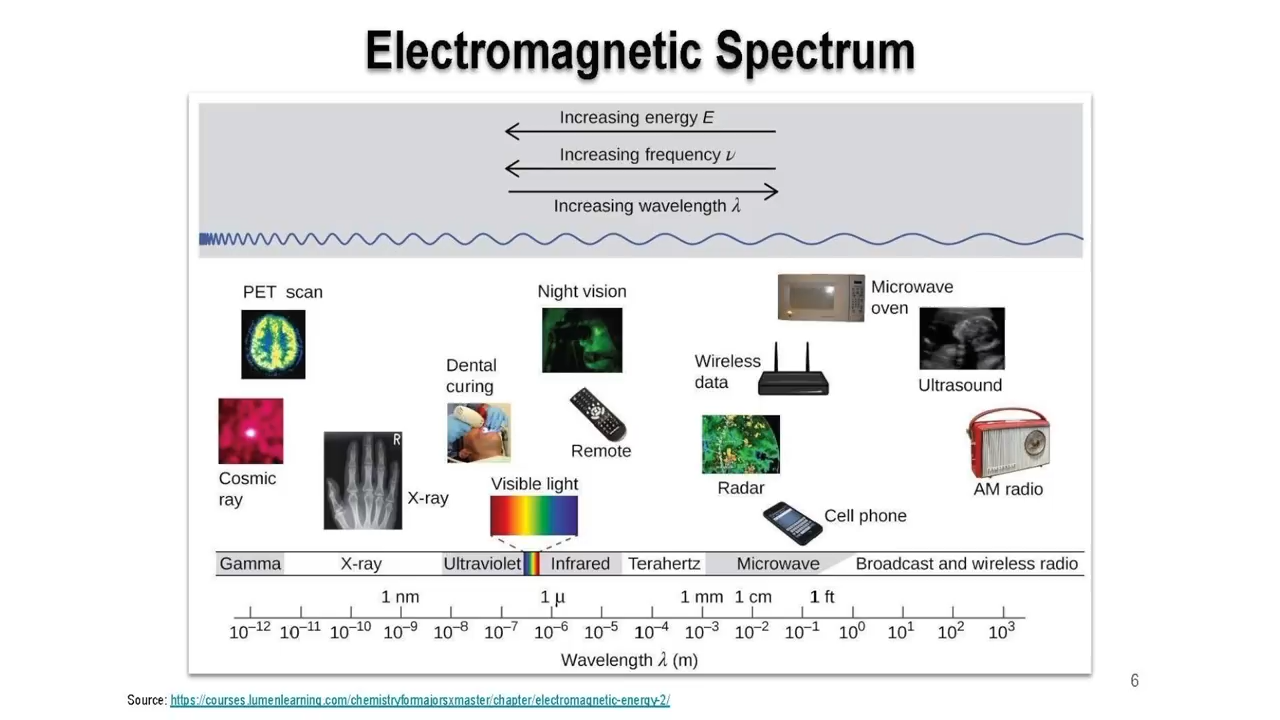 Electromagnetic Spectrum
Increasing energy E
Increasing frequency ν
Increasing wavelength λ
PET scan
Night vision
Microwave
oven
Wireless
data
Dental
curing
Ultrasound
Remote
Cosmic
ray
R
X-ray
Visible light
Radar
AM radio
Cell phone
Gamma X-ray Ultraviolet Infrared Terahertz Microwave Broadcast and wireless radio
1 nm 1 µ 1 mm 1 cm 1 ft
10⁻¹² 10⁻¹¹ 10⁻¹⁰ 10⁻⁹ 10⁻⁸ 10⁻⁷ 10⁻⁶ 10⁻⁵ 10⁻⁴ 10⁻³ 10⁻² 10⁻¹ 10⁰ 10¹ 10² 10³
Wavelength λ (m)
6
Source: https://courses.lumenlearning.com/chemistryformajorsxmaster/chapter/electromagnetic-energy-2/